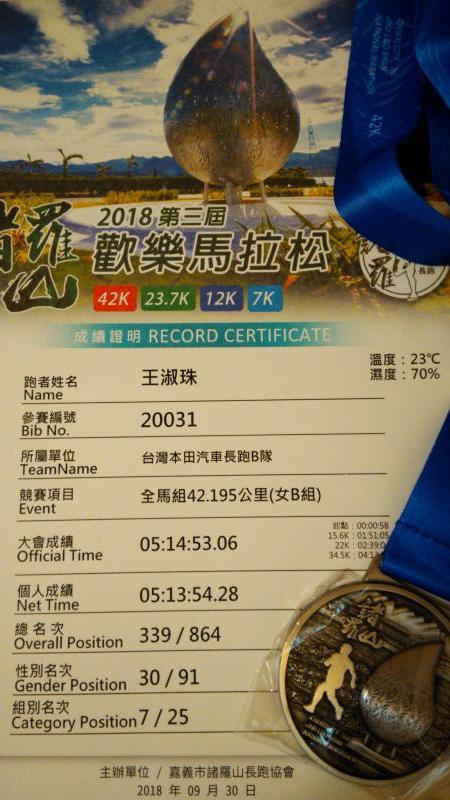 諸羅山
2018 第三屆
歡樂馬拉松
42K 23.7K 12K 7K
42K
諸羅
長跑
成績證明 RECORD CERTIFICATE
溫度：23℃
濕度：70%
跑者姓名 王淑珠
Name
參賽編號 20031
Bib No.
所屬單位 台灣本田汽車長跑B隊
TeamName
競賽項目 全馬組42.195公里(女B組)
Event
起點：00:00:58
15.6K：01:51:05
22K：02:39:0
34.5K：04:13
大會成績 05:14:53.06
Official Time
個人成績 05:13:54.28
Net Time
總名次 339 / 864
Overall Position
性別名次 30 / 91
Gender Position
組別名次 7 / 25
Category Position
諸羅山
主辦單位 / 嘉義市諸羅山長跑協會
2018 年 09 月 30 日